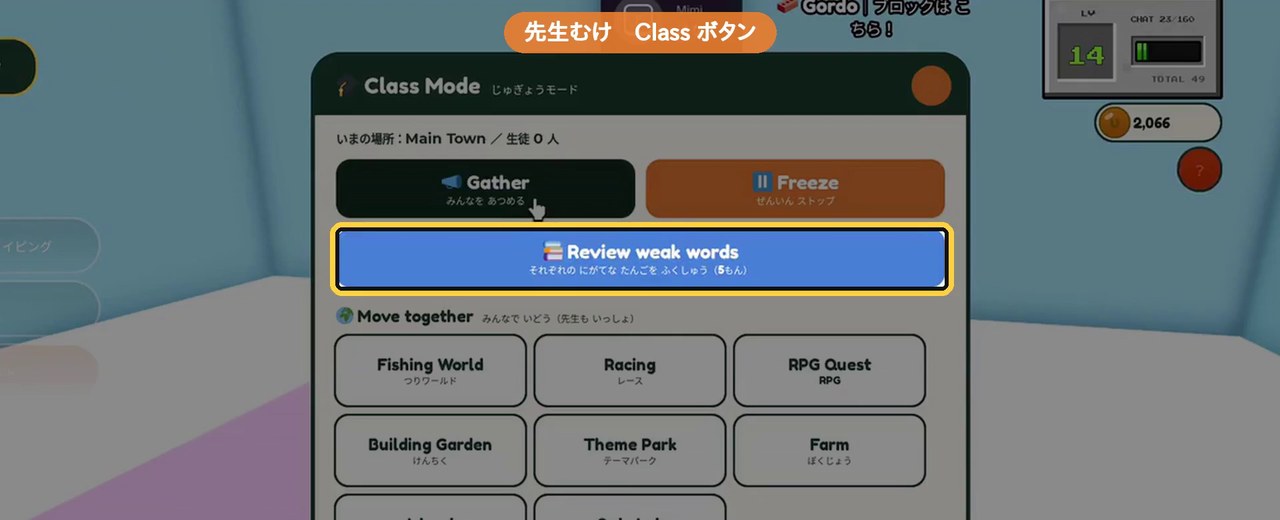 Mimi
Gordo | ブロックは こ
ちら！
先生むけ　Class ボタン
LV
14
CHAT 23/160
TOTAL 49
2,066
?
Class Mode じゅぎょうモード
いまの場所：Main Town ／ 生徒 0 人
Gather
みんなを あつめる
Freeze
ぜんいん ストップ
イピング
Review weak words
それぞれの にがてな たんごを ふくしゅう（5もん）
Move together みんなで いどう（先生も いっしょ）
Fishing World
つりワールド
Racing
レース
RPG Quest
RPG
Building Garden
けんちく
Theme Park
テーマパーク
Farm
ぼくじょう